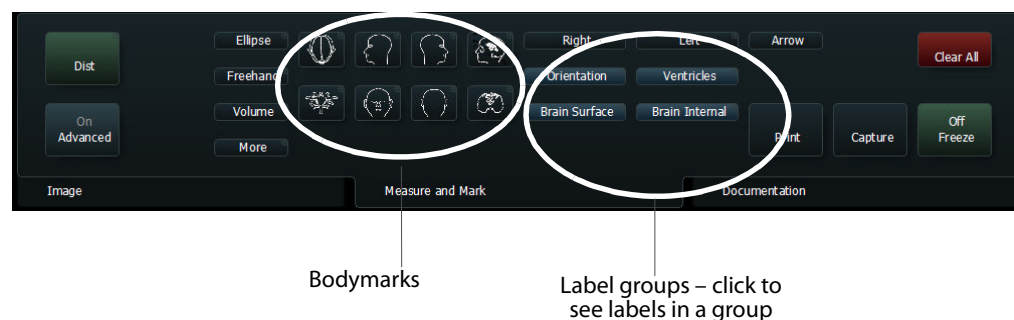 Dist
On
Advanced
Ellipse
Freehand
Volume
More
Right
Left
Arrow
Orientation
Ventricles
Brain Surface
Brain Internal
Print
Capture
Clear All
Off
Freeze
Image
Measure and Mark
Documentation
Bodymarks
Label groups – click to
see labels in a group